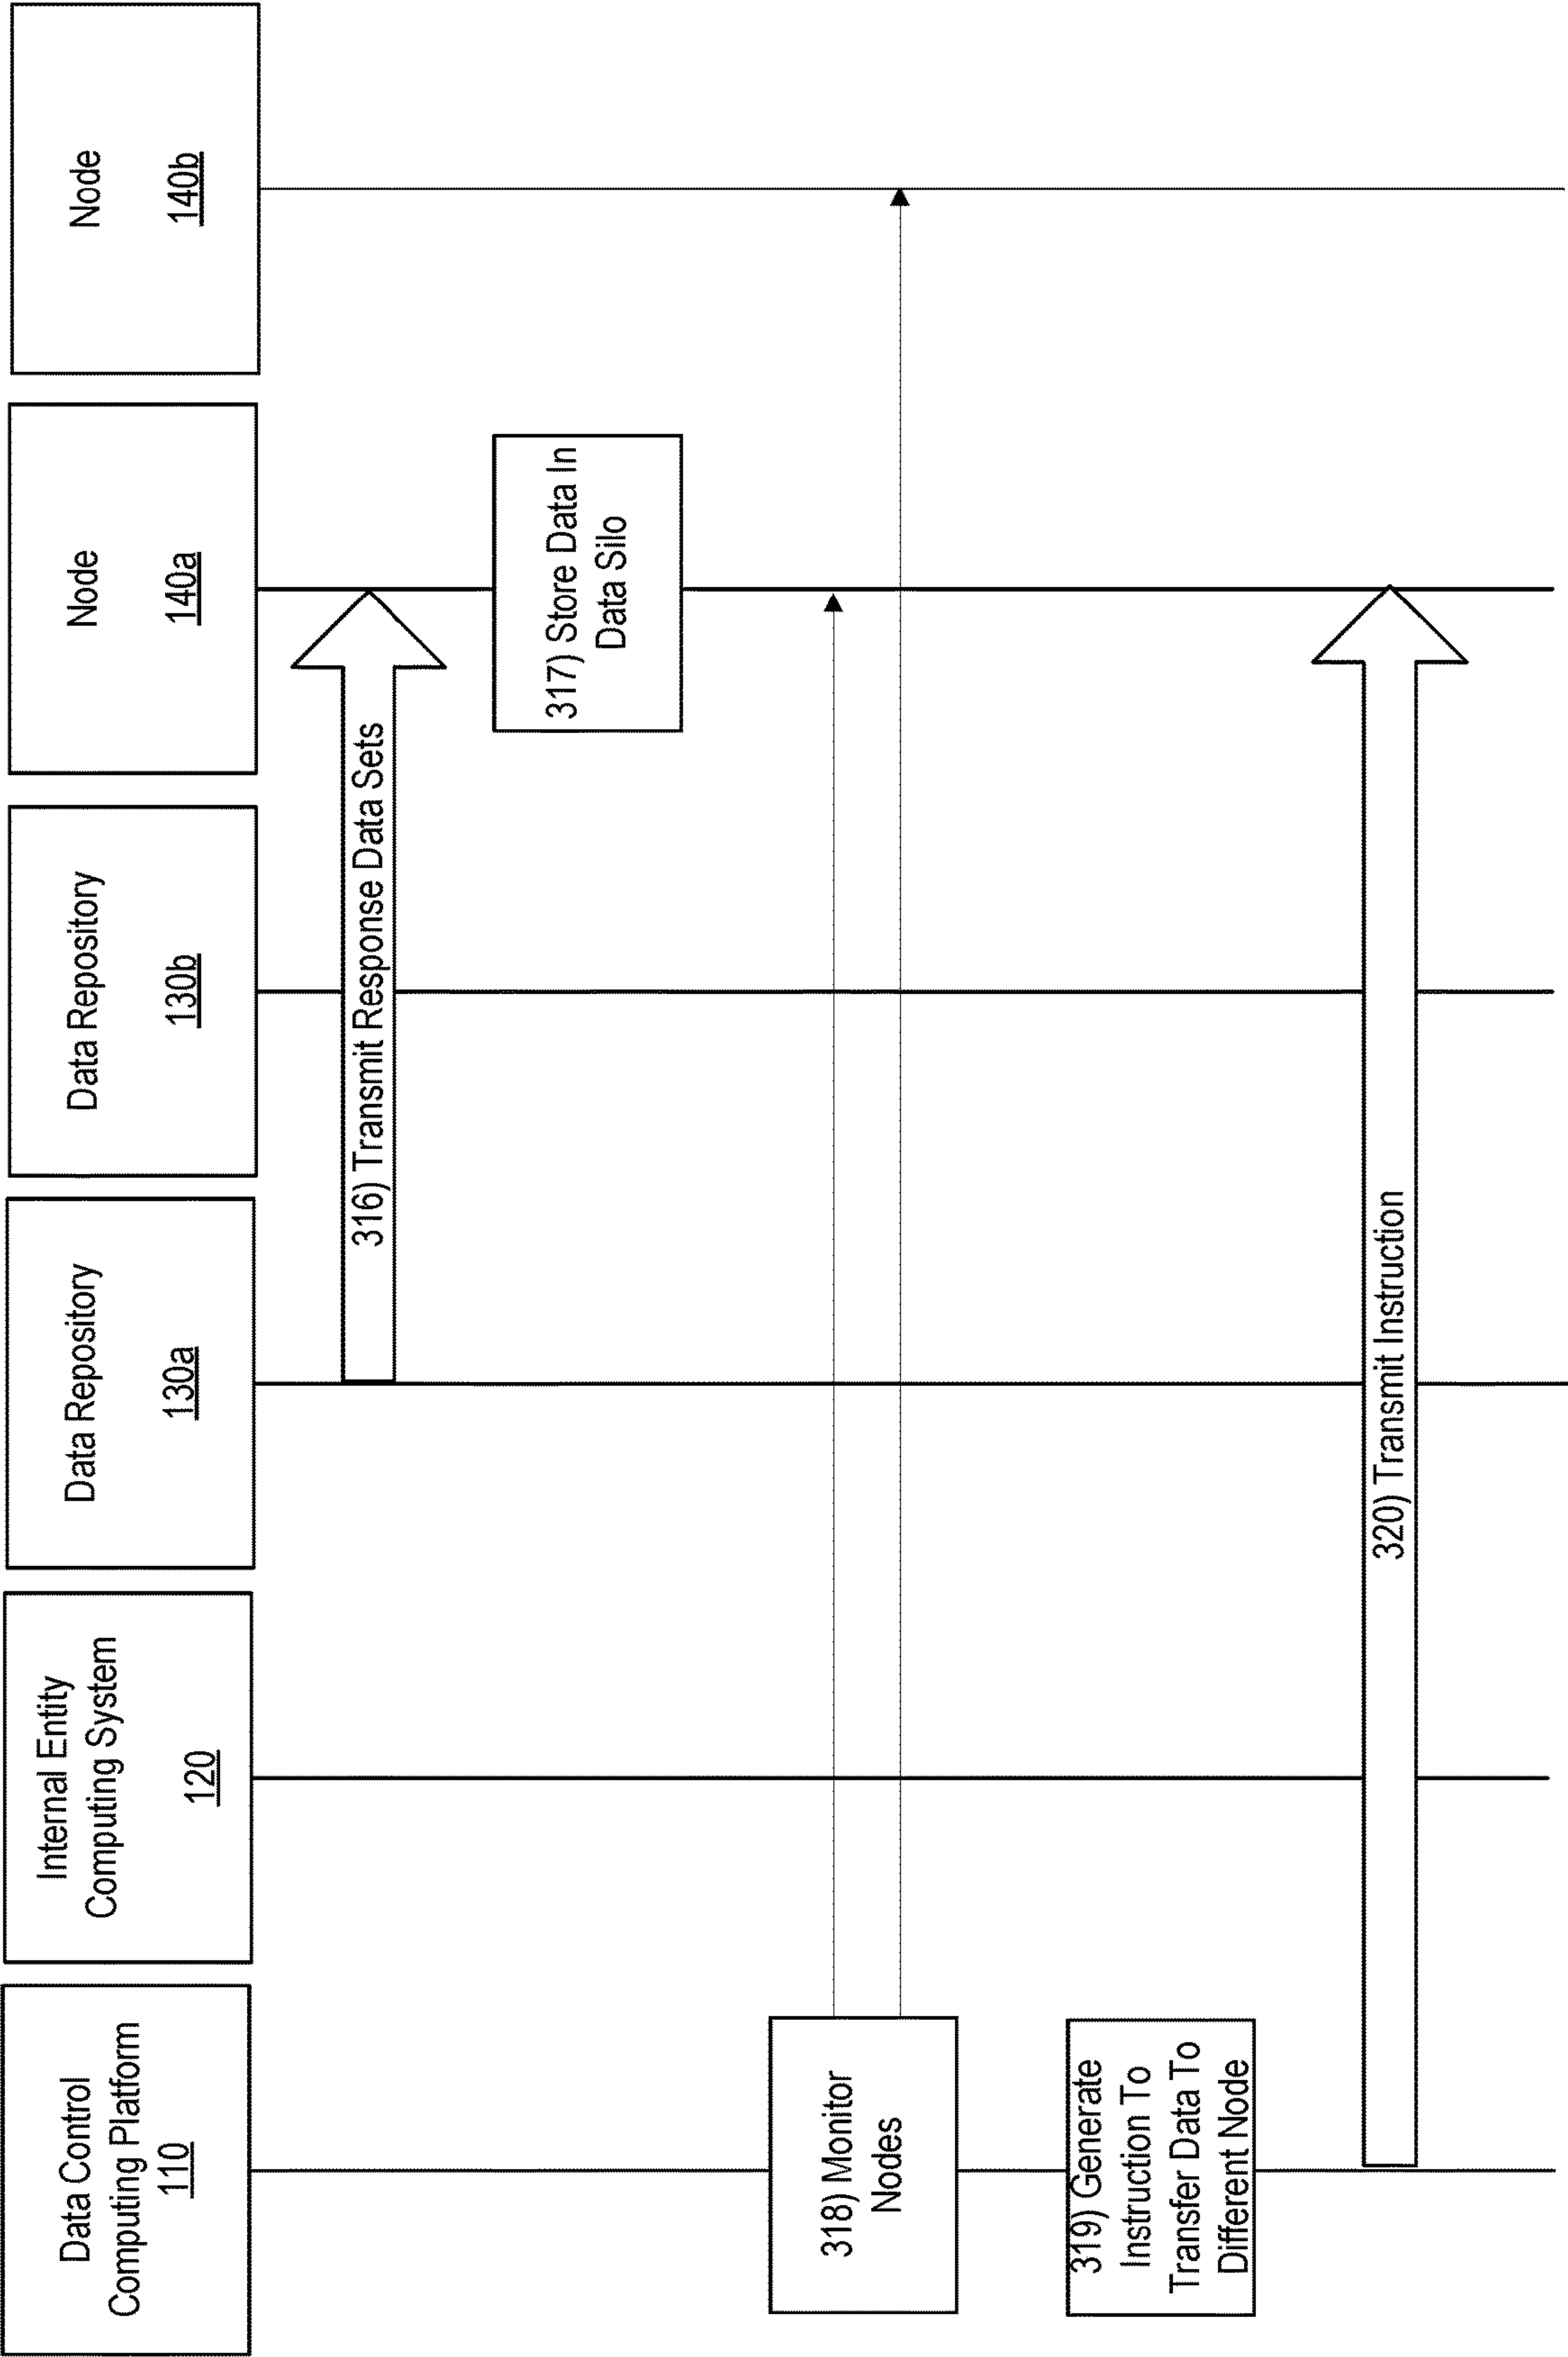 Data Control
Computing Platform
110
Internal Entity
Computing System
120
Data Repository
130a
Data Repository
130b
Node
140a
Node
140b
316) Transmit Response Data Sets
317) Store Data In
Data Silo
318) Monitor
Nodes
319) Generate
Instruction To
Transfer Data To
Different Node
320) Transmit Instruction